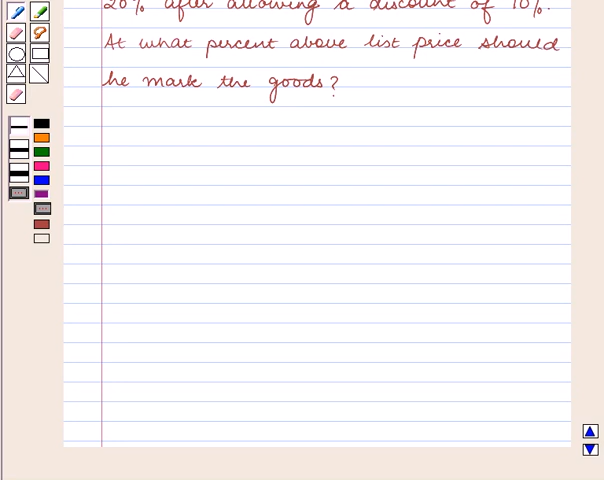 20% after allowing a discount of 10%.
At what percent above list price should
he mark the goods?